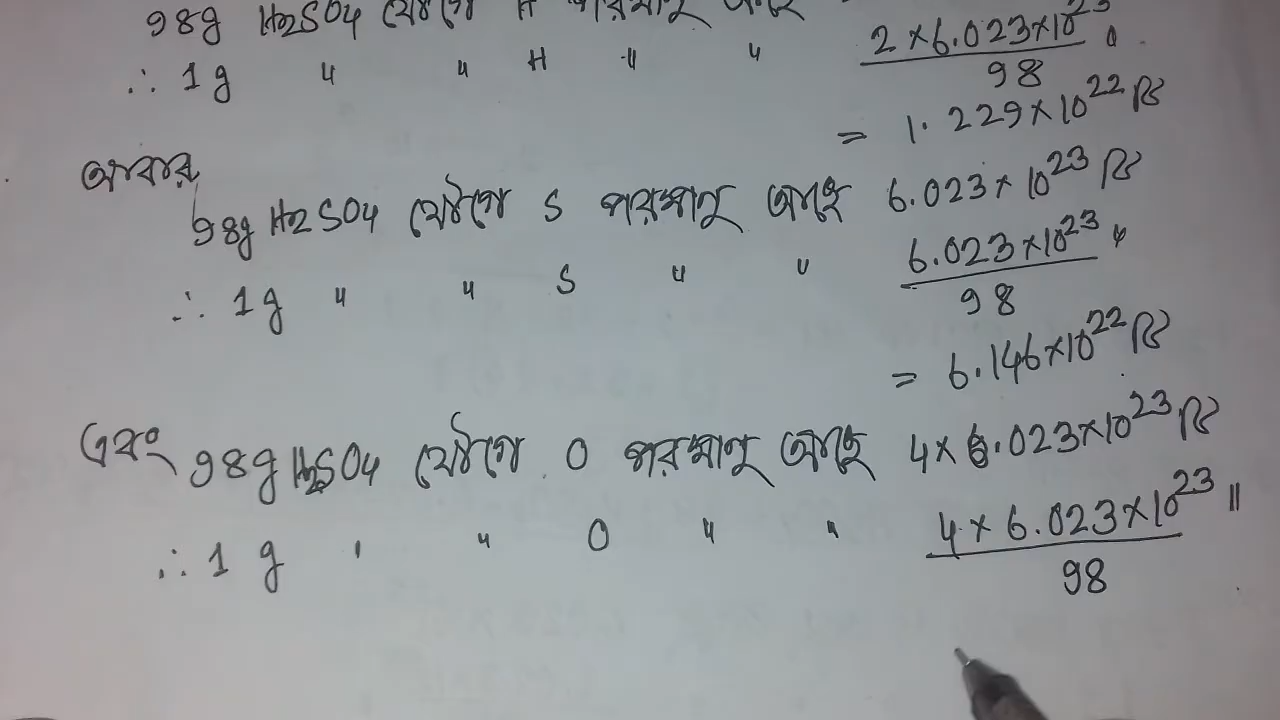 98g H2SO4 যৌগে H পরমাণু আছে
∴ 1g " " H " " 2 × 6.023×10^23 / 98 "
= 1.229×10^22 টি
আবার,
98g H2SO4 যৌগে S পরমাণু আছে 6.023×10^23 টি
∴ 1g " " S " " 6.023×10^23 / 98 "
= 6.146×10^22 টি
এবং 98g H2SO4 যৌগে O পরমাণু আছে 4×6.023×10^23 টি
∴ 1g " " O " " 4 × 6.023×10^23 / 98 "